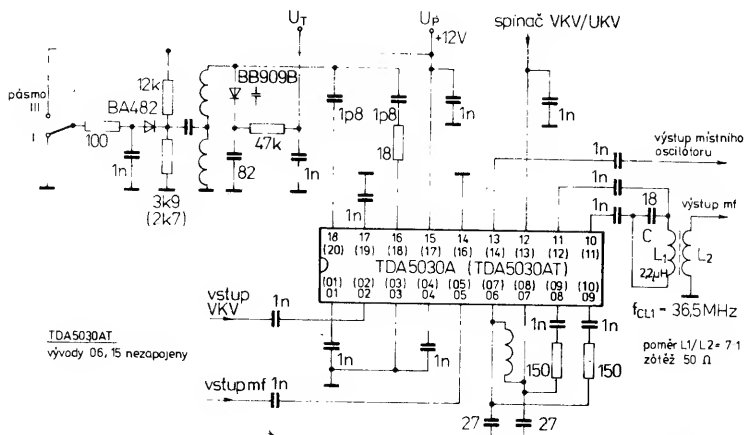 U_T
U_P
+12V
spínač VKV/UKV
BB909B
12k
BA482
pásmo
III
I
100
1n
3k9
(2k7)
47k
82
1n
1p8
1p8
18
1n
1n
1n
1n
1n
1n
výstup místního
oscilátoru
výstup mf
18
C
L1
L2
2,2µH
18 17 16 15 14 13 12 11 10
(20) (19) (18) (17) (16) (14) (13) (12) (11)
TDA5030A (TDA5030AT)
(01) (02) (03) (04) (05) (07) (08) (09) (10)
01 02 03 04 05 06 07 08 09
fCL1 = 36,5MHz
poměr L1/L2 = 7:1
zátěž 50 Ω
vstup
VKV
1n
TDA5030AT
vývody 06, 15 nezapojeny
1n
1n
vstup mf
1n
1n
1n
150
150
27
27